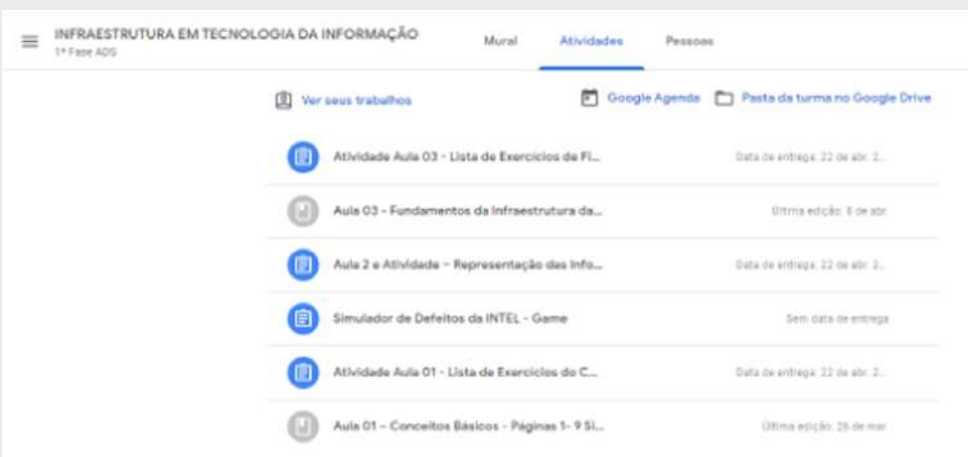 INFRAESTRUTURA EM TECNOLOGIA DA INFORMAÇÃO
1ª Fase ADS
Mural Atividades Pessoas
Ver seus trabalhos Google Agenda Pasta da turma no Google Drive
Atividade Aula 03 - Lista de Exercícios de Fi... Data de entrega: 22 de abr. 2...
Aula 03 - Fundamentos da Infraestrutura da... Última edição: 8 de abr.
Aula 2 e Atividade – Representação das Info... Data de entrega: 22 de abr. 2...
Simulador de Defeitos da INTEL - Game Sem data de entrega
Atividade Aula 01 - Lista de Exercícios do C... Data de entrega: 22 de abr. 2...
Aula 01 – Conceitos Básicos - Páginas 1- 9 Sl... Última edição: 26 de mar.